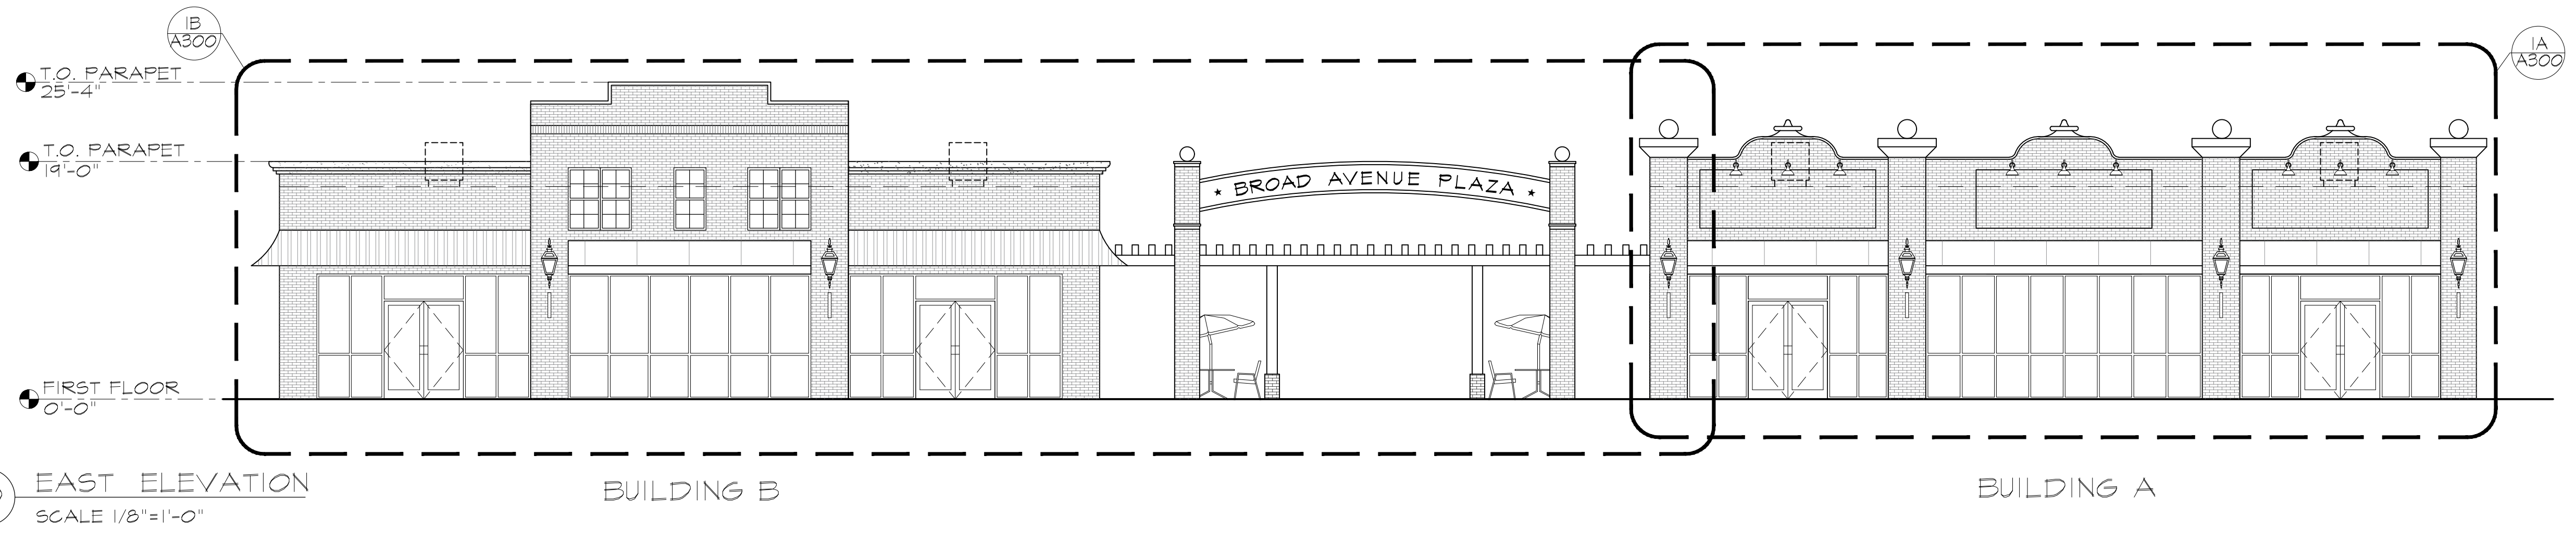 1B
A300
1A
A300
T.O. PARAPET
25'-4"
T.O. PARAPET
19'-0"
★ BROAD AVENUE PLAZA ★
FIRST FLOOR
0'-0"
EAST ELEVATION
SCALE 1/8"=1'-0"
BUILDING B
BUILDING A